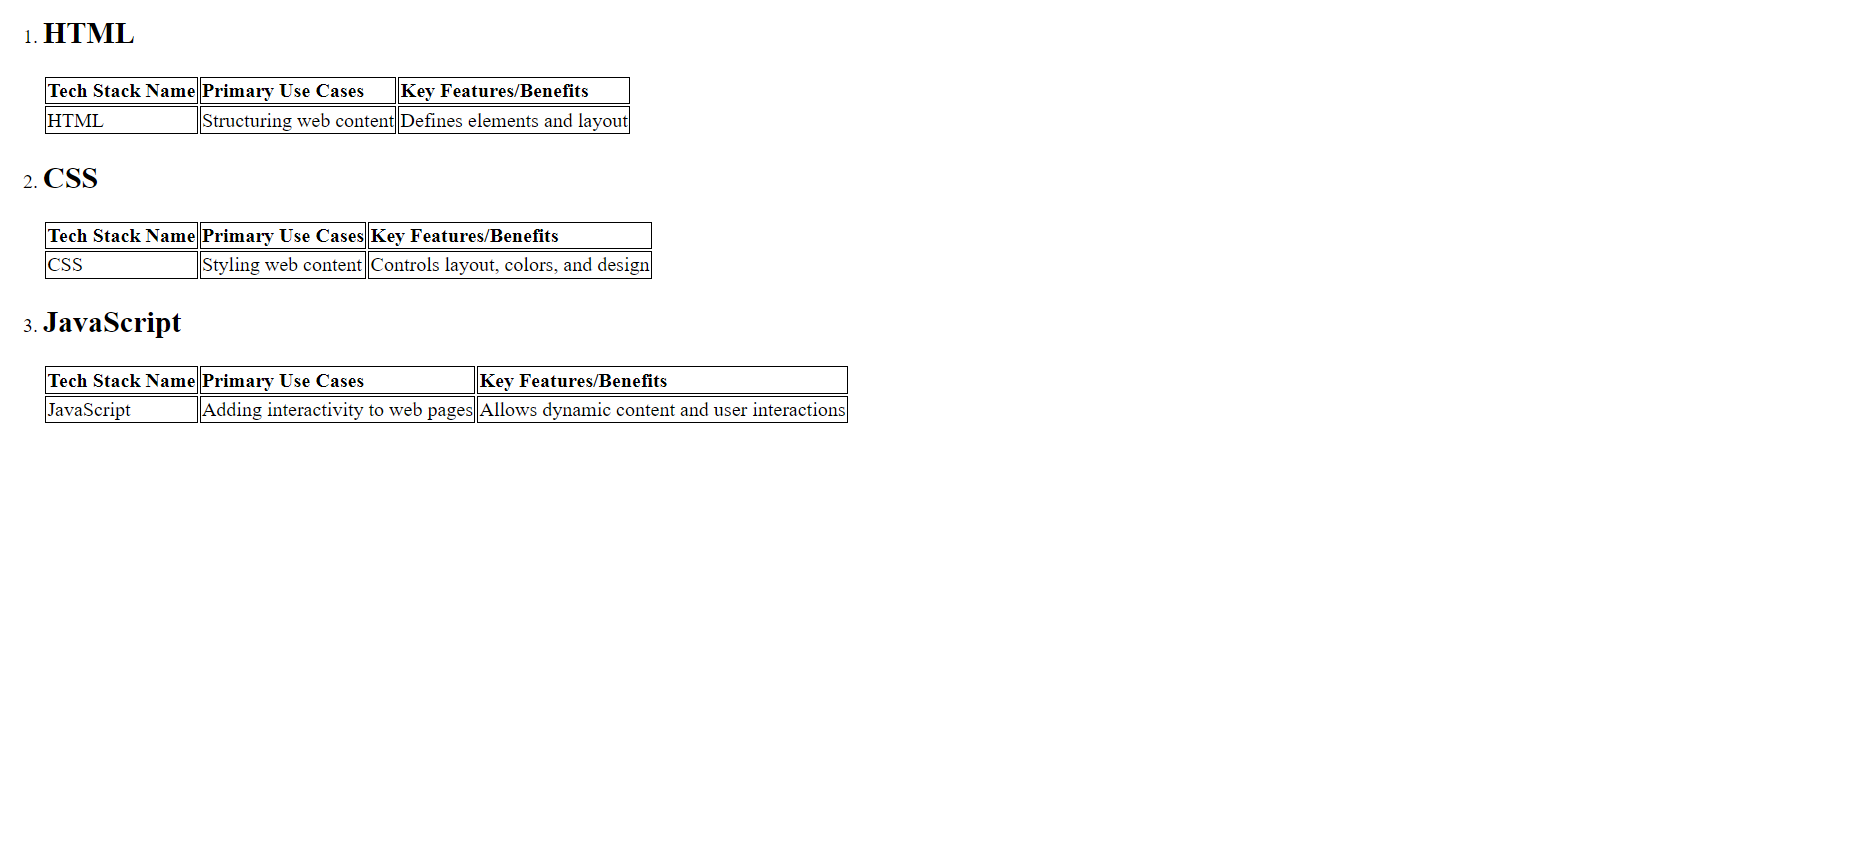 1. HTML
Tech Stack Name Primary Use Cases Key Features/Benefits
HTML Structuring web content Defines elements and layout
2. CSS
Tech Stack Name Primary Use Cases Key Features/Benefits
CSS Styling web content Controls layout, colors, and design
3. JavaScript
Tech Stack Name Primary Use Cases Key Features/Benefits
JavaScript Adding interactivity to web pages Allows dynamic content and user interactions